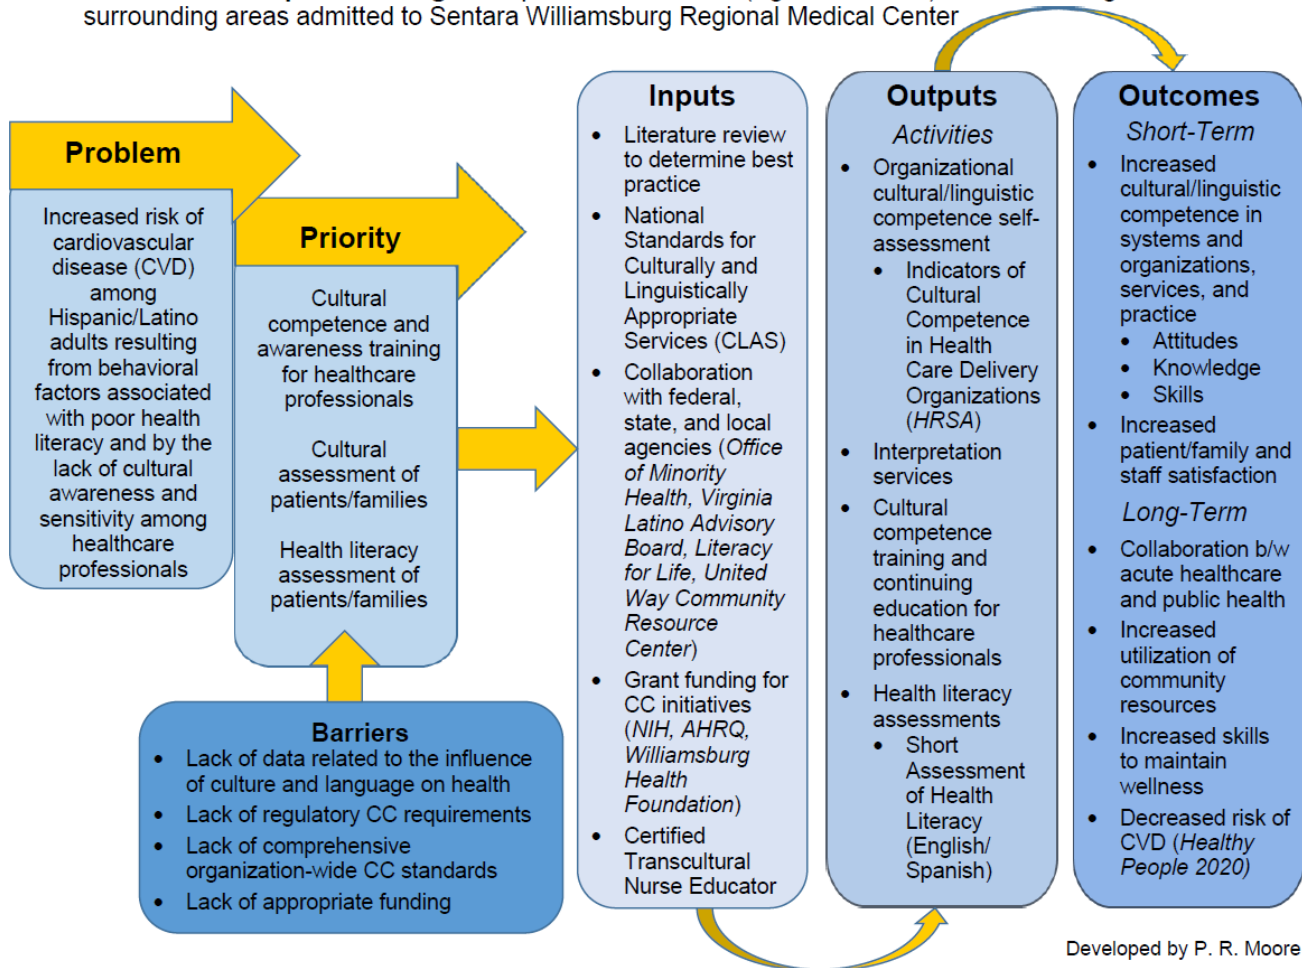 surrounding areas admitted to Sentara Williamsburg Regional Medical Center
Problem
Increased risk of
cardiovascular
disease (CVD)
among
Hispanic/Latino
adults resulting
from behavioral
factors associated
with poor health
literacy and by the
lack of cultural
awareness and
sensitivity among
healthcare
professionals
Priority
Cultural
competence and
awareness training
for healthcare
professionals
Cultural
assessment of
patients/families
Health literacy
assessment of
patients/families
Barriers
• Lack of data related to the influence
of culture and language on health
• Lack of regulatory CC requirements
• Lack of comprehensive
organization-wide CC standards
• Lack of appropriate funding
Inputs
• Literature review
to determine best
practice
• National
Standards for
Culturally and
Linguistically
Appropriate
Services (CLAS)
• Collaboration
with federal,
state, and local
agencies (Office
of Minority
Health, Virginia
Latino Advisory
Board, Literacy
for Life, United
Way Community
Resource
Center)
• Grant funding for
CC initiatives
(NIH, AHRQ,
Williamsburg
Health
Foundation)
• Certified
Transcultural
Nurse Educator
Outputs
Activities
• Organizational
cultural/linguistic
competence self-
assessment
• Indicators of
Cultural
Competence
in Health
Care Delivery
Organizations
(HRSA)
• Interpretation
services
• Cultural
competence
training and
continuing
education for
healthcare
professionals
• Health literacy
assessments
• Short
Assessment
of Health
Literacy
(English/
Spanish)
Outcomes
Short-Term
• Increased
cultural/linguistic
competence in
systems and
organizations,
services, and
practice
• Attitudes
• Knowledge
• Skills
• Increased
patient/family and
staff satisfaction
Long-Term
• Collaboration b/w
acute healthcare
and public health
• Increased
utilization of
community
resources
• Increased skills
to maintain
wellness
• Decreased risk of
CVD (Healthy
People 2020)
Developed by P. R. Moore